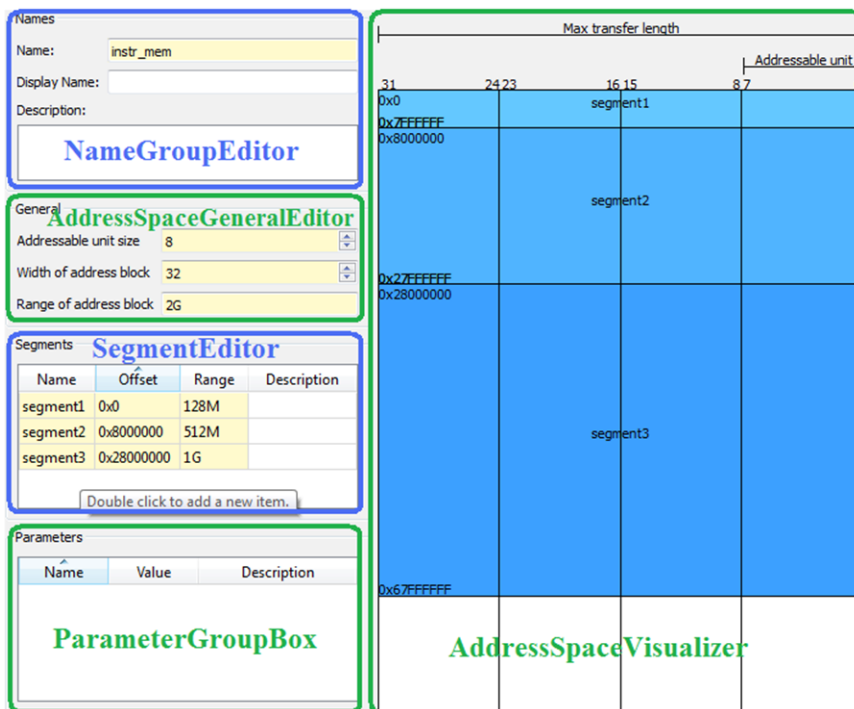 Names
Name: instr_mem
Display Name:
Description:
NameGroupEditor
General
AddressSpaceGeneralEditor
Addressable unit size 8
Width of address block 32
Range of address block 2G
Segments
SegmentEditor
Name Offset Range Description
segment1 0x0 128M
segment2 0x8000000 512M
segment3 0x28000000 1G
Double click to add a new item.
Parameters
Name Value Description
ParameterGroupBox
Max transfer length
Addressable unit
31 24 23 16 15 8 7
0x0
segment1
0x7FFFFFF
0x8000000
segment2
0x27FFFFFF
0x28000000
segment3
0x67FFFFFF
AddressSpaceVisualizer